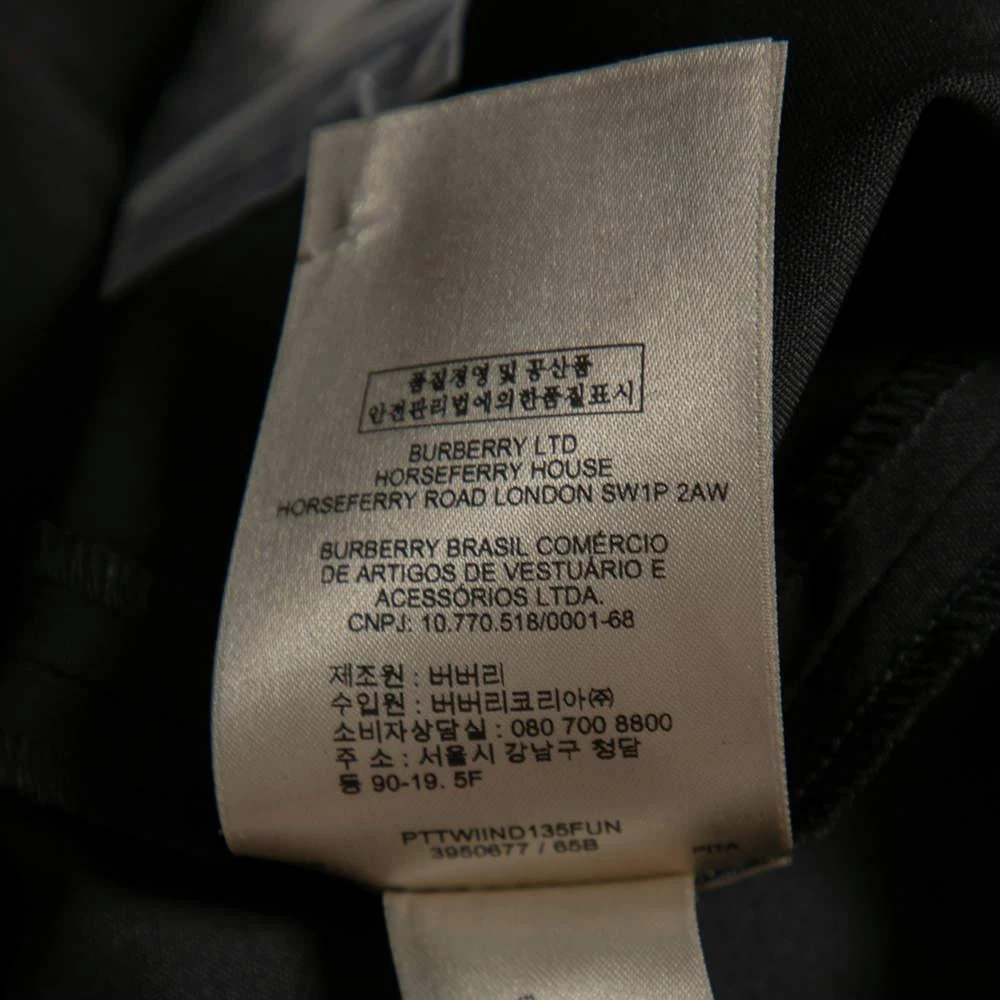 품질경영 및 공산품
안전관리법에의한품질표시
BURBERRY LTD
HORSEFERRY HOUSE
HORSEFERRY ROAD LONDON SW1P 2AW
BURBERRY BRASIL COMÉRCIO
DE ARTIGOS DE VESTUÁRIO E
ACESSÓRIOS LTDA.
CNPJ: 10.770.518/0001-68
제조원 : 버버리
수입원 : 버버리코리아㈜
소비자상담실 : 080 700 8800
주 소 : 서울시 강남구 청담
동 90-19. 5F
PTTWIIND135FUN
3950677 / 65B
PITA